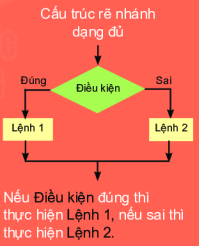 Cấu trúc rẽ nhánh
dạng đủ
Đúng
Sai
Điều kiện
Lệnh 1
Lệnh 2
Nếu Điều kiện đúng thì
thực hiện Lệnh 1, nếu sai thì
thực hiện Lệnh 2.